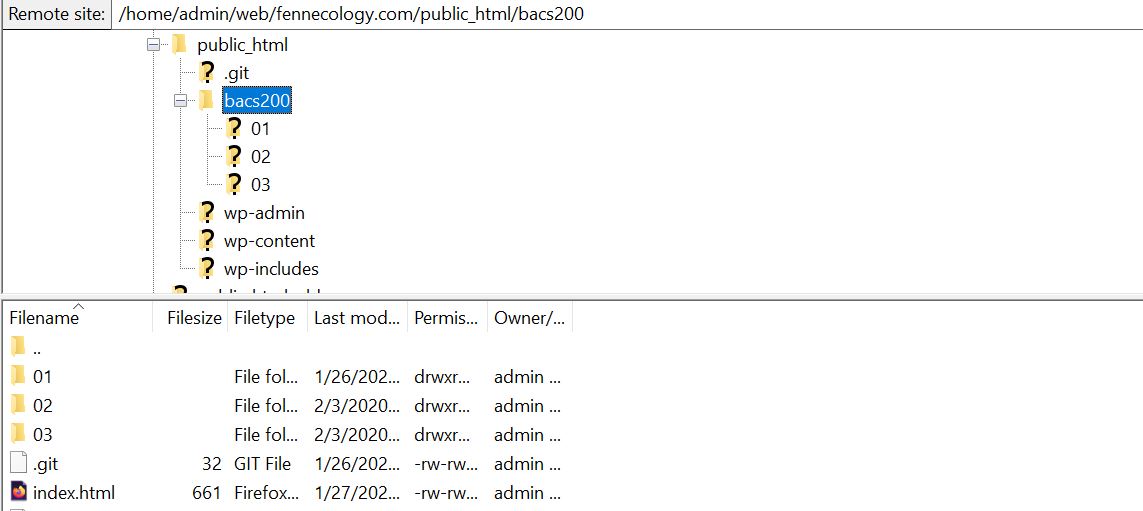 Remote site: /home/admin/web/fennecology.com/public_html/bacs200
public_html
.git
bacs200
01
02
03
wp-admin
wp-content
wp-includes
Filename Filesize Filetype Last mod... Permis... Owner/...
..
01 File fol... 1/26/202... drwxr... admin ...
02 File fol... 2/3/2020... drwxr... admin ...
03 File fol... 2/3/2020... drwxr... admin ...
.git 32 GIT File 1/26/202... -rw-rw... admin ...
index.html 661 Firefox... 1/27/202... -rw-rw... admin ...